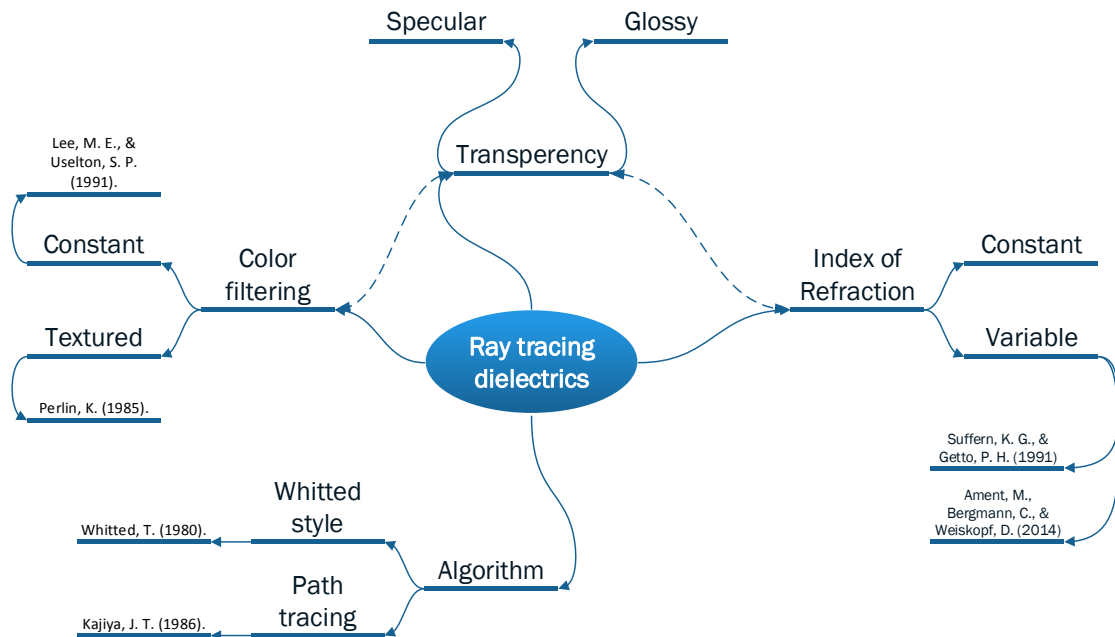 Specular
Glossy
Transperency
Lee, M. E., &
Uselton, S. P.
(1991).
Constant
Color
filtering
Textured
Perlin, K. (1985).
Index of
Refraction
Constant
Variable
Suffern, K. G., &
Getto, P. H. (1991)
Ament, M.,
Bergmann, C., &
Weiskopf, D. (2014)
Ray tracing
dielectrics
Whitted
style
Whitted, T. (1980).
Algorithm
Path
tracing
Kajiya, J. T. (1986).